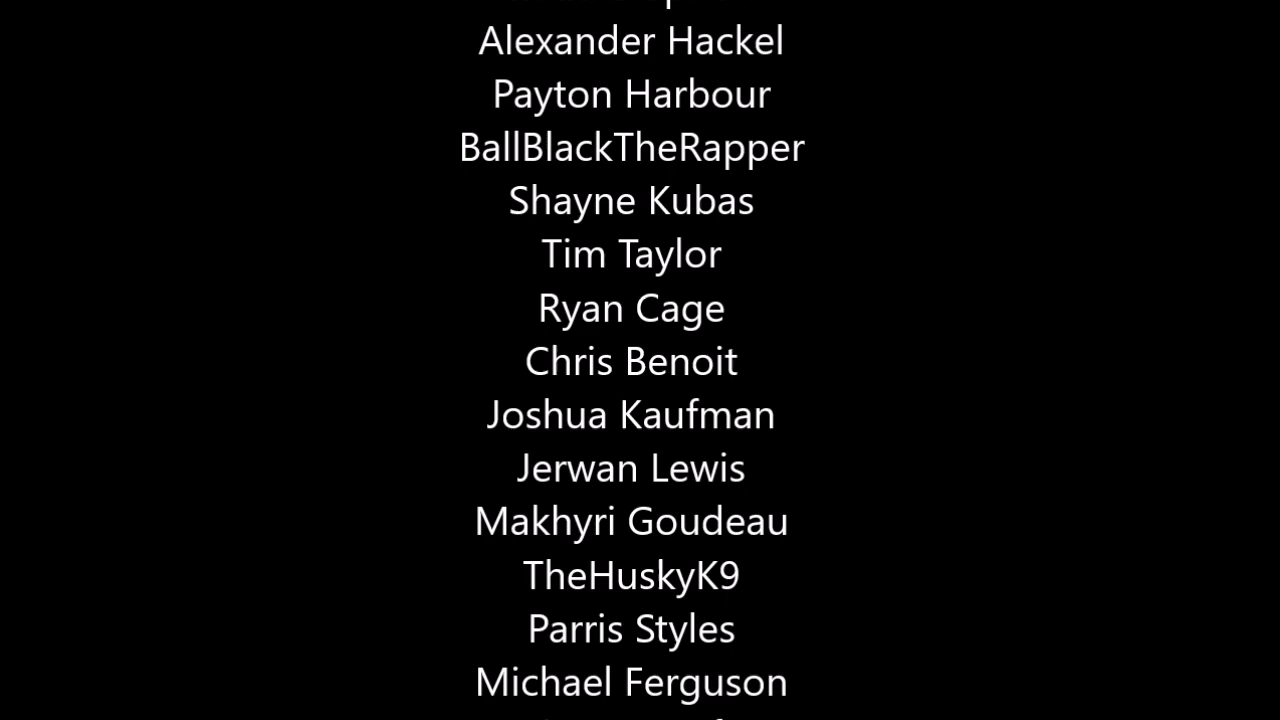 Alexander Hackel
Payton Harbour
BallBlackTheRapper
Shayne Kubas
Tim Taylor
Ryan Cage
Chris Benoit
Joshua Kaufman
Jerwan Lewis
Makhyri Goudeau
TheHuskyK9
Parris Styles
Michael Ferguson